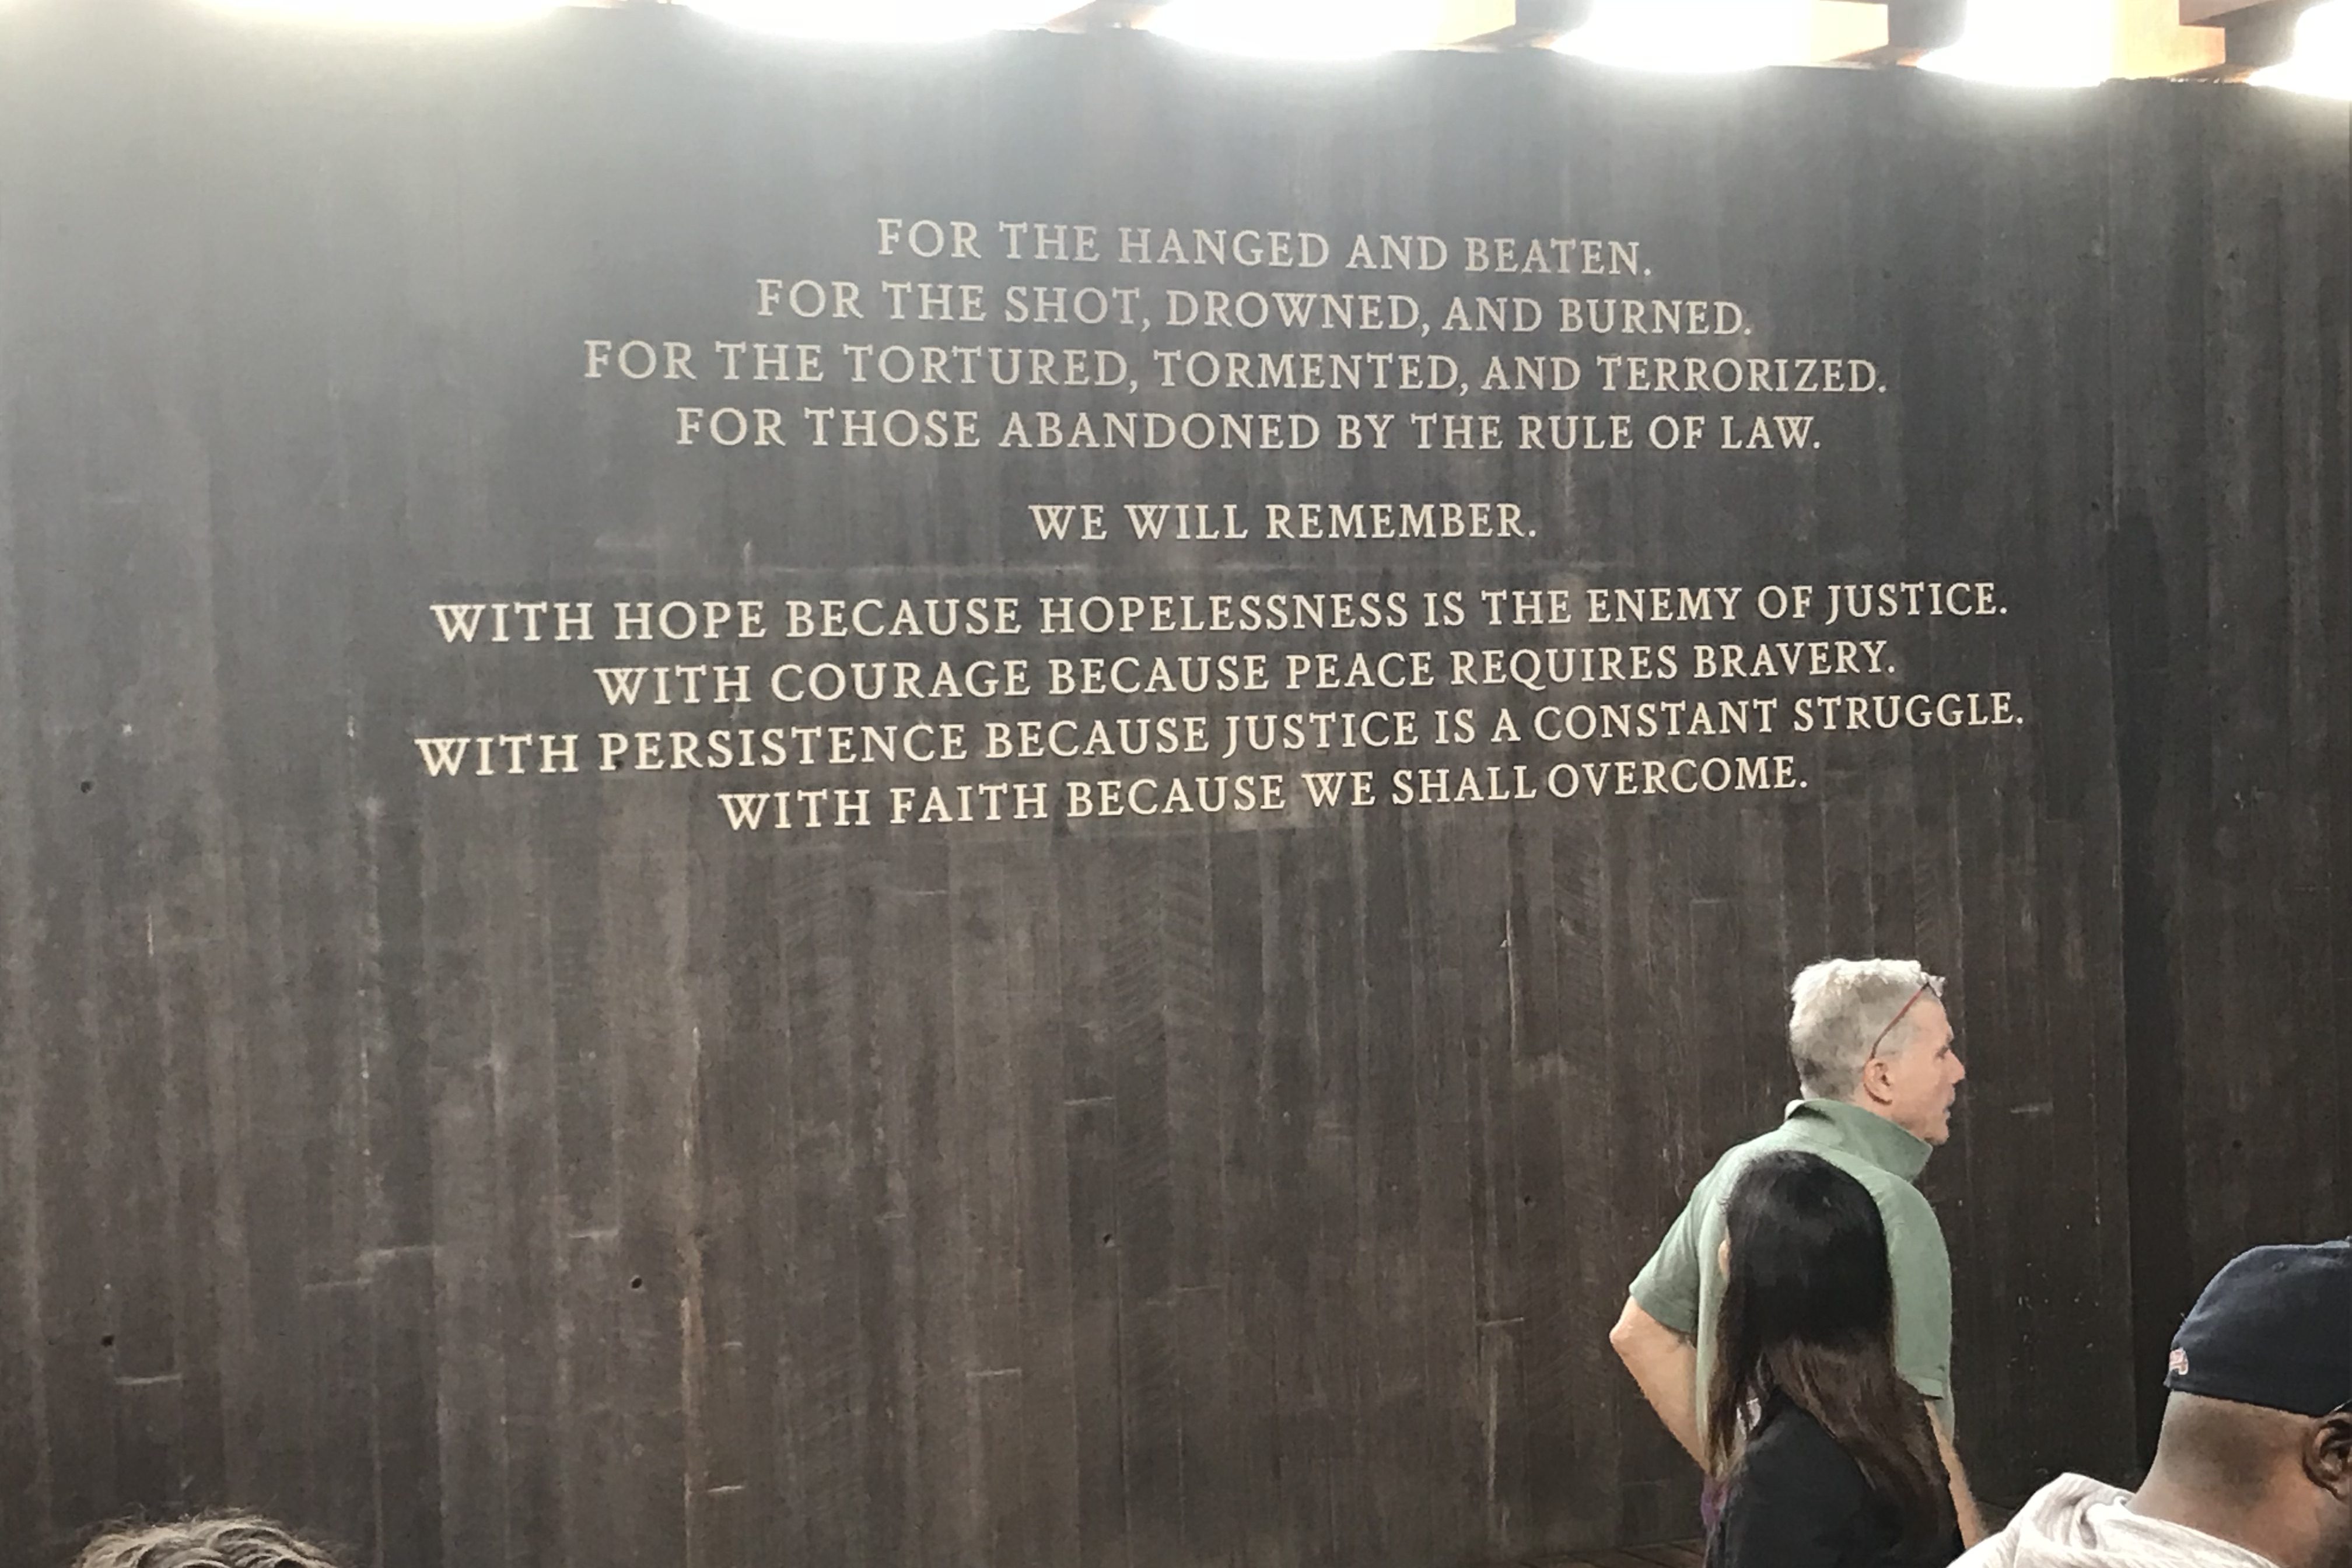 FOR THE HANGED AND BEATEN.
FOR THE SHOT, DROWNED, AND BURNED.
FOR THE TORTURED, TORMENTED, AND TERRORIZED.
FOR THOSE ABANDONED BY THE RULE OF LAW.
WE WILL REMEMBER.
WITH HOPE BECAUSE HOPELESSNESS IS THE ENEMY OF JUSTICE.
WITH COURAGE BECAUSE PEACE REQUIRES BRAVERY.
WITH PERSISTENCE BECAUSE JUSTICE IS A CONSTANT STRUGGLE.
WITH FAITH BECAUSE WE SHALL OVERCOME.